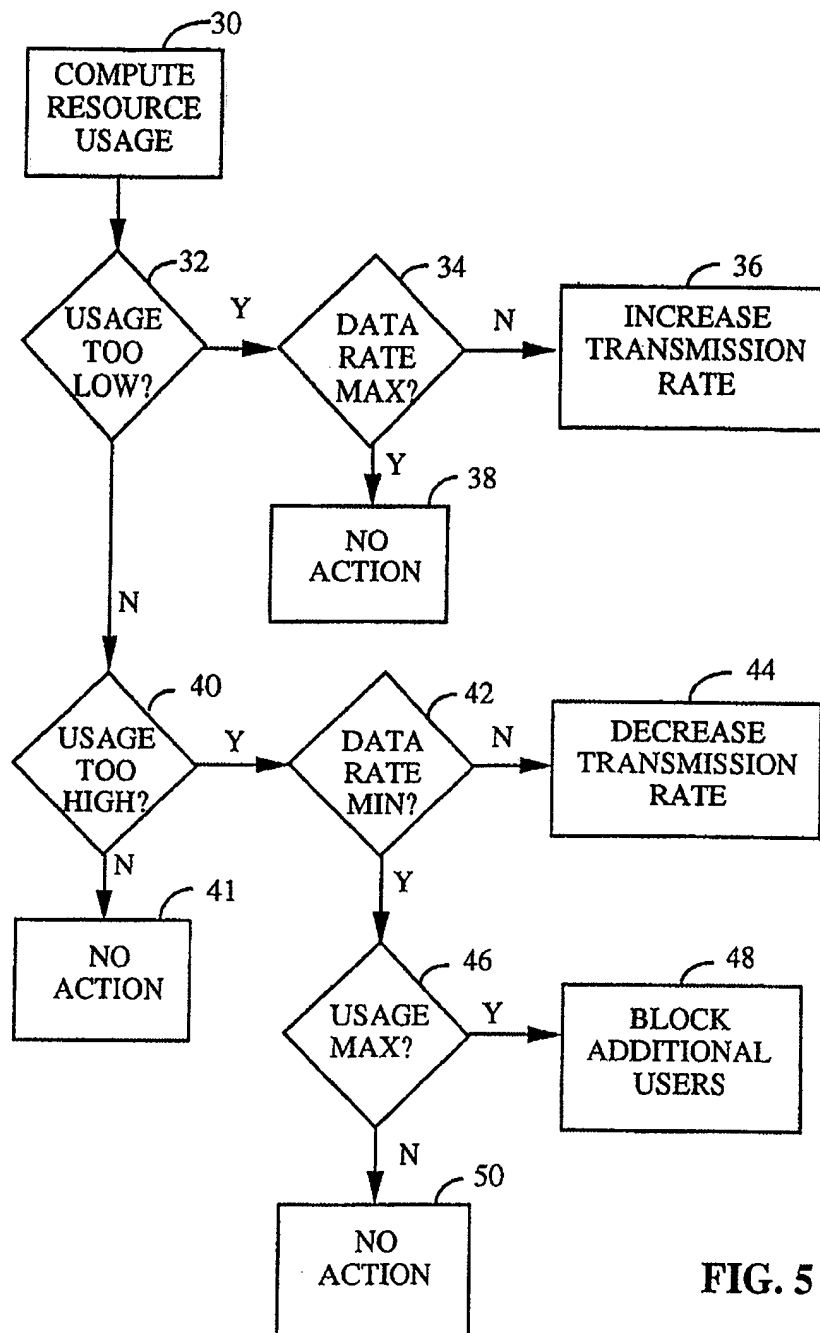 30
COMPUTE
RESOURCE
USAGE
32
USAGE
TOO
LOW?
Y
34
DATA
RATE
MAX?
N
36
INCREASE
TRANSMISSION
RATE
Y
38
NO
ACTION
N
40
USAGE
TOO
HIGH?
Y
42
DATA
RATE
MIN?
N
44
DECREASE
TRANSMISSION
RATE
N
41
NO
ACTION
Y
46
USAGE
MAX?
Y
48
BLOCK
ADDITIONAL
USERS
N
50
NO
ACTION
FIG. 5